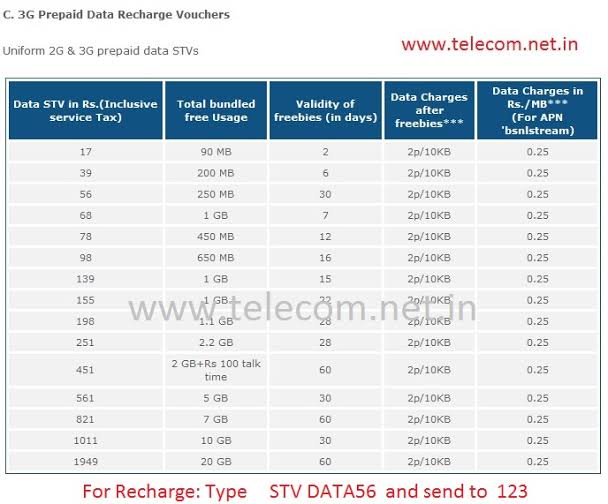 C. 3G Prepaid Data Recharge Vouchers
www.telecom.net.in
Uniform 2G & 3G prepaid data STVs
Data STV in Rs.(Inclusive service Tax) Total bundled free Usage Validity of freebies (in days) Data Charges after freebies*** Data Charges in Rs./MB*** (For APN 'bsnlstream)
17 90 MB 2 2p/10KB 0.25
39 200 MB 6 2p/10KB 0.25
56 250 MB 30 2p/10KB 0.25
68 1 GB 7 2p/10KB 0.25
78 450 MB 12 2p/10KB 0.25
98 650 MB 16 2p/10KB 0.25
139 1 GB 15 2p/10KB 0.25
155 1 GB 22 2p/10KB 0.25
www.telecom.net.in
198 1.1 GB 28 2p/10KB 0.25
251 2.2 GB 28 2p/10KB 0.25
451 2 GB+Rs 100 talk time 60 2p/10KB 0.25
561 5 GB 30 2p/10KB 0.25
821 7 GB 60 2p/10KB 0.25
1011 10 GB 30 2p/10KB 0.25
1949 20 GB 60 2p/10KB 0.25
For Recharge: Type STV DATA56 and send to 123